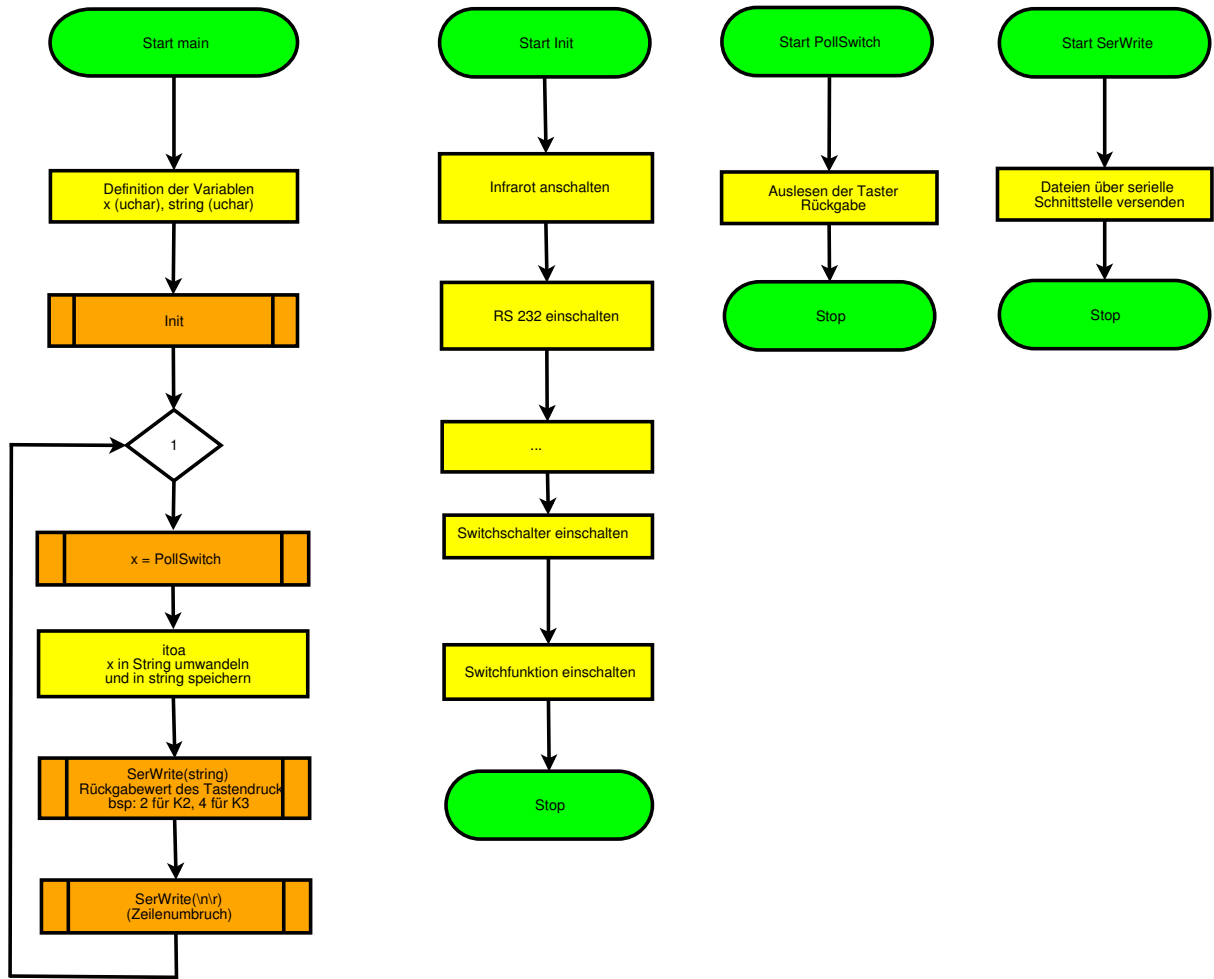 Start main
Definition der Variablen
x (uchar), string (uchar)
Init
1
x = PollSwitch
itoa
x in String umwandeln
und in string speichern
SerWrite(string)
Rückgabewert des Tastendruck
bsp: 2 für K2, 4 für K3
SerWrite(\n\r)
(Zeilenumbruch)
Start Init
Infrarot anschalten
RS 232 einschalten
...
Switchschalter einschalten
Switchfunktion einschalten
Stop
Start PollSwitch
Auslesen der Taster
Rückgabe
Stop
Start SerWrite
Dateien über serielle
Schnittstelle versenden
Stop